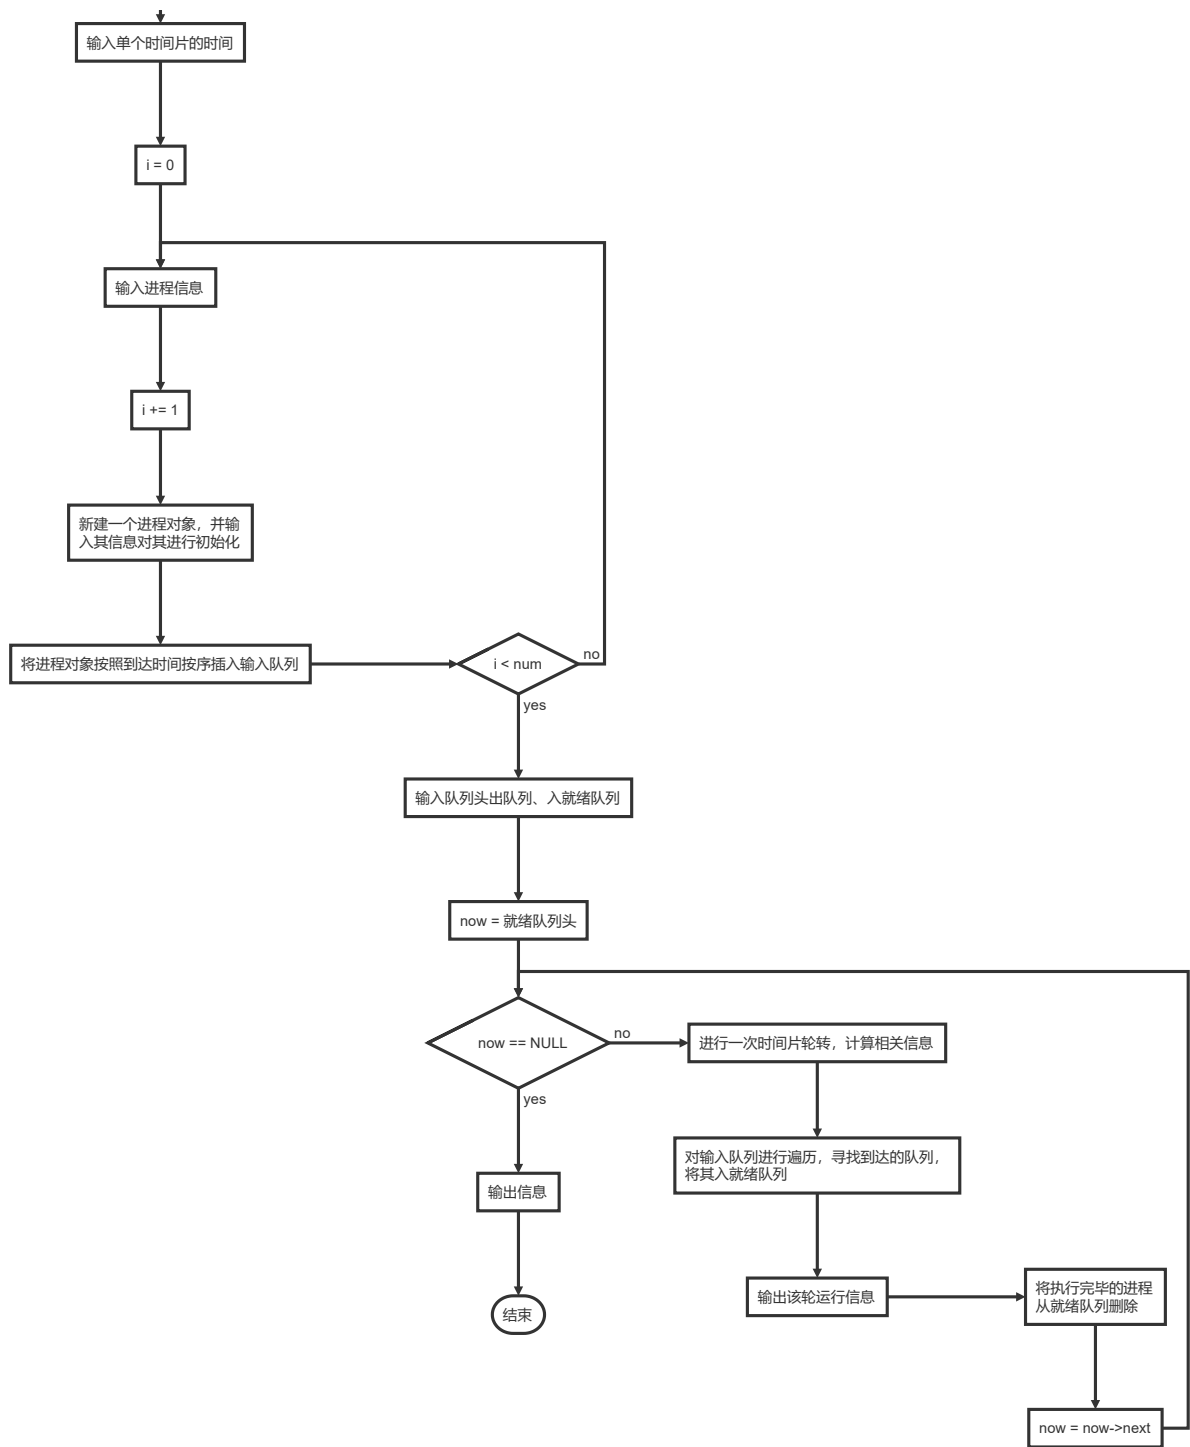 输入单个时间片的时间
i = 0
输入进程信息
i += 1
新建一个进程对象，并输
入其信息对其进行初始化
将进程对象按照到达时间按序插入输入队列
i < num
no
yes
输入队列头出队列、入就绪队列
now = 就绪队列头
now == NULL
no
yes
进行一次时间片轮转，计算相关信息
对输入队列进行遍历，寻找到达的队列，
将其入就绪队列
输出信息
输出该轮运行信息
将执行完毕的进程
从就绪队列删除
结束
now = now->next